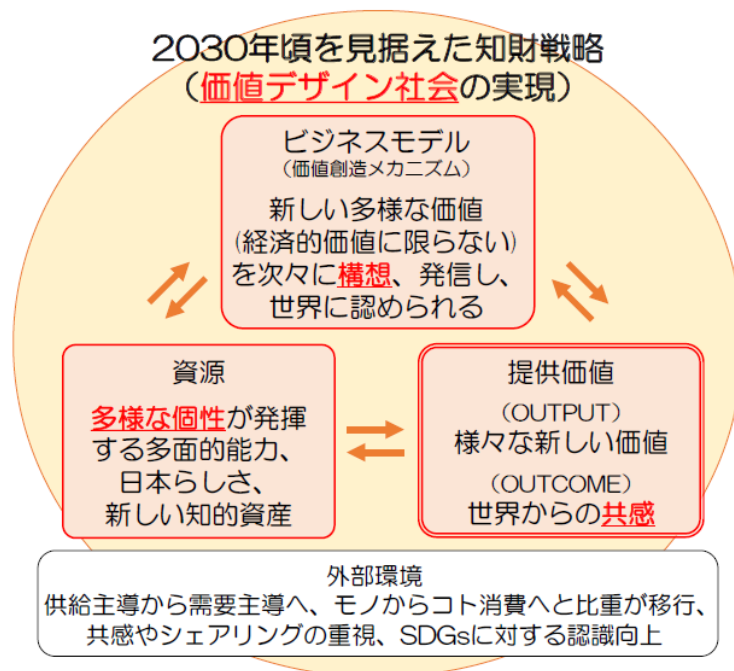 2030年頃を見据えた知財戦略
（価値デザイン社会の実現）
ビジネスモデル
（価値創造メカニズム）
新しい多様な価値
(経済的価値に限らない)
を次々に構想、発信し、
世界に認められる
資源
多様な個性が発揮
する多面的能力、
日本らしさ、
新しい知的資産
提供価値
（OUTPUT）
様々な新しい価値
（OUTCOME）
世界からの共感
外部環境
供給主導から需要主導へ、モノからコト消費へと比重が移行、
共感やシェアリングの重視、SDGsに対する認識向上